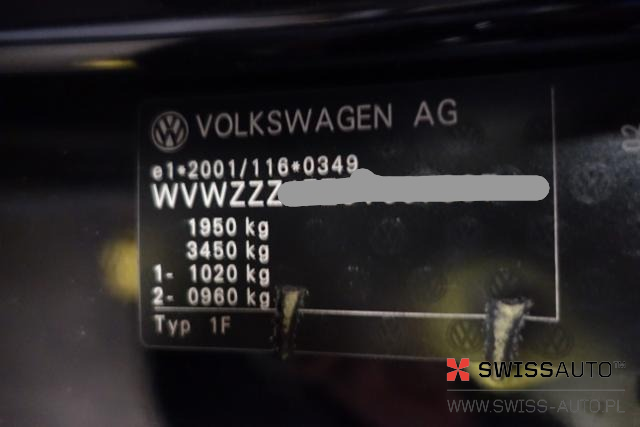 VOLKSWAGEN AG
e1*2001/116*0349
WVWZZZ
1950 kg
3450 kg
1- 1020 kg
2- 0960 kg
Typ 1F
02
SWISSAUTO
WWW.SWISS-AUTO.PL